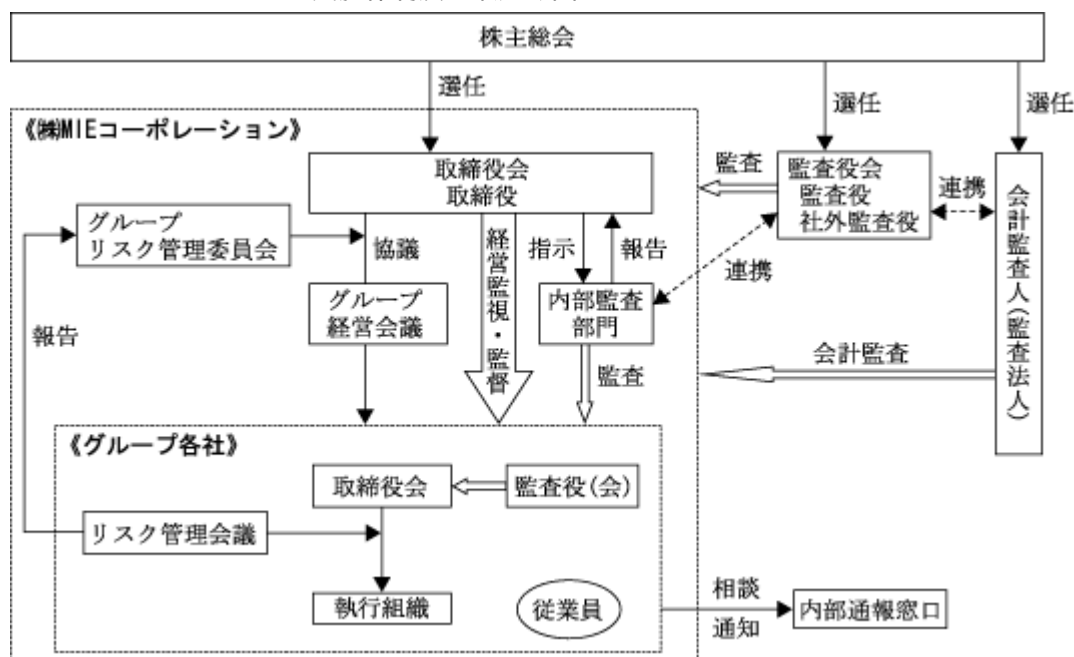 株主総会
選任
選任
選任
《㈱MIEコーポレーション》
取締役会
取締役
監査
監査役会
監査役
社外監査役
連携
会計監査人(監査法人)
グループ
リスク管理委員会
協議
経営監視・監督
指示
報告
連携
グループ
経営会議
内部監査
部門
報告
監査
会計監査
《グループ各社》
取締役会
監査役(会)
リスク管理会議
執行組織
従業員
相談
通知
内部通報窓口